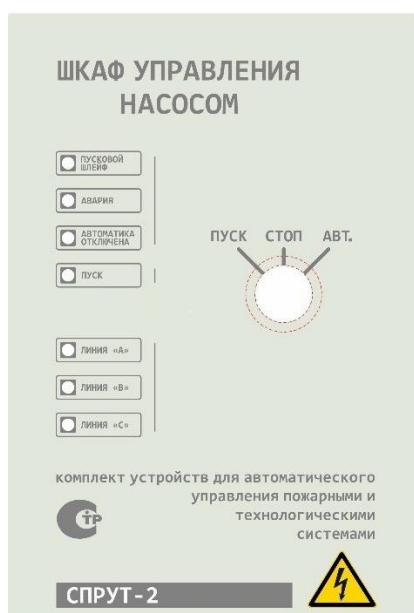 ШКАФ УПРАВЛЕНИЯ
НАСОСОМ
ПУСКОВОЙ
ШЛЕЙФ
АВАРИЯ
АВТОМАТИКА
ОТКЛЮЧЕНА
ПУСК
ПУСК СТОП АВТ.
ЛИНИЯ «А»
ЛИНИЯ «В»
ЛИНИЯ «С»
комплект устройств для автоматического
управления пожарными и
технологическими
системами
СПРУТ-2